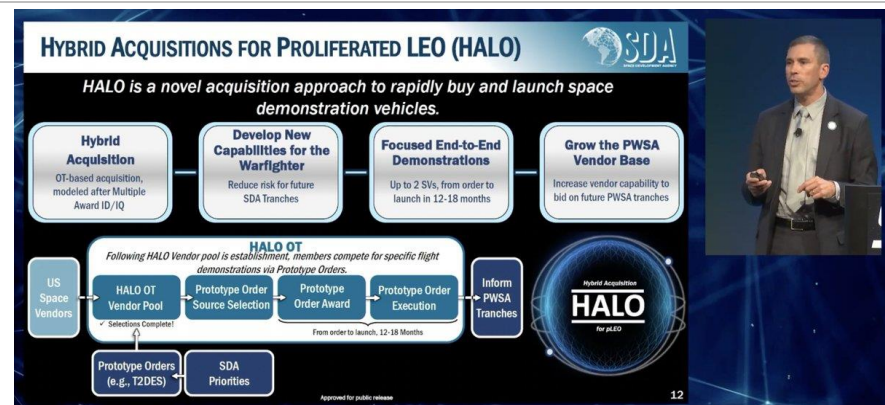 HYBRID ACQUISITIONS FOR PROLIFERATED LEO (HALO)
SDA
SPACE DEVELOPMENT AGENCY
HALO is a novel acquisition approach to rapidly buy and launch space
demonstration vehicles.
Hybrid
Acquisition
OT-based acquisition,
modeled after Multiple
Award ID/IQ
Develop New
Capabilities for the
Warfighter
Reduce risk for future
SDA Tranches
Focused End-to-End
Demonstrations
Up to 2 SVs, from order to
launch in 12-18 months
Grow the PWSA
Vendor Base
Increase vendor capability to
bid on future PWSA tranches
HALO OT
Following HALO Vendor pool is establishment, members compete for specific flight
demonstrations via Prototype Orders.
US
Space
Vendors
HALO OT
Vendor Pool
✓ Selections Complete!
Prototype Order
Source Selection
Prototype
Order Award
Prototype Order
Execution
From order to launch, 12-18 Months
Inform
PWSA
Tranches
Prototype Orders
(e.g., T2DES)
SDA
Priorities
Hybrid Acquisition
HALO
for pLEO
Approved for public release
12